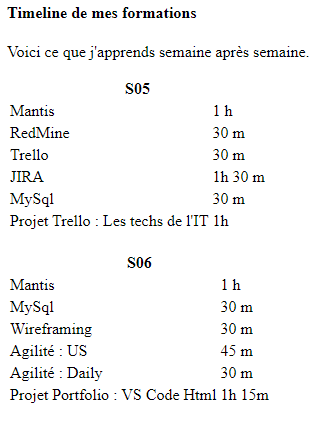 Timeline de mes formations
Voici ce que j'apprends semaine après semaine.
S05
Mantis 1 h
RedMine 30 m
Trello 30 m
JIRA 1h 30 m
MySql 30 m
Projet Trello : Les techs de l'IT 1h
S06
Mantis 1 h
MySql 30 m
Wireframing 30 m
Agilité : US 45 m
Agilité : Daily 30 m
Projet Portfolio : VS Code Html 1h 15m